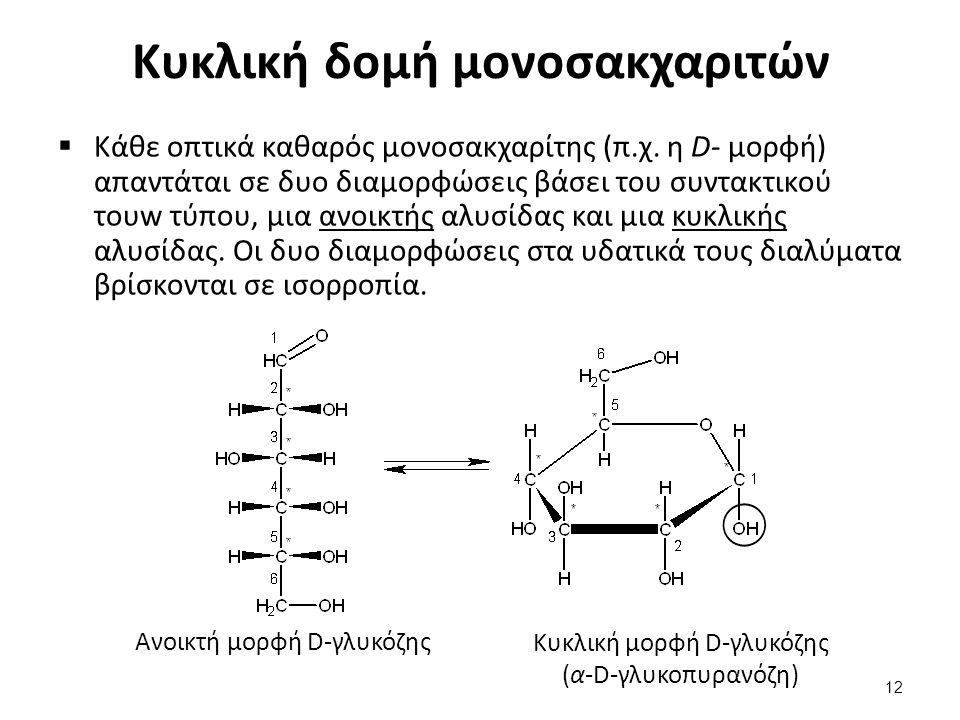 Κυκλική δομή μονοσακχαριτών
▪ Κάθε οπτικά καθαρός μονοσακχαρίτης (π.χ. η D- μορφή)
απαντάται σε δυο διαμορφώσεις βάσει του συντακτικού
τουw τύπου, μια ανοικτής αλυσίδας και μια κυκλικής
αλυσίδας. Οι δυο διαμορφώσεις στα υδατικά τους διαλύματα
βρίσκονται σε ισορροπία.
1 O
HC
2 *
H C OH
3 *
HO C H
4 *
H C OH
5 *
H C OH
6
H2C OH
6 OH
H2C
5
* C O
H H H
* *
4 C C 1
OH H
* *
HO OH
3 C C 2
H OH
Ανοικτή μορφή D-γλυκόζης
Κυκλική μορφή D-γλυκόζης
(α-D-γλυκοπυρανόζη)
12